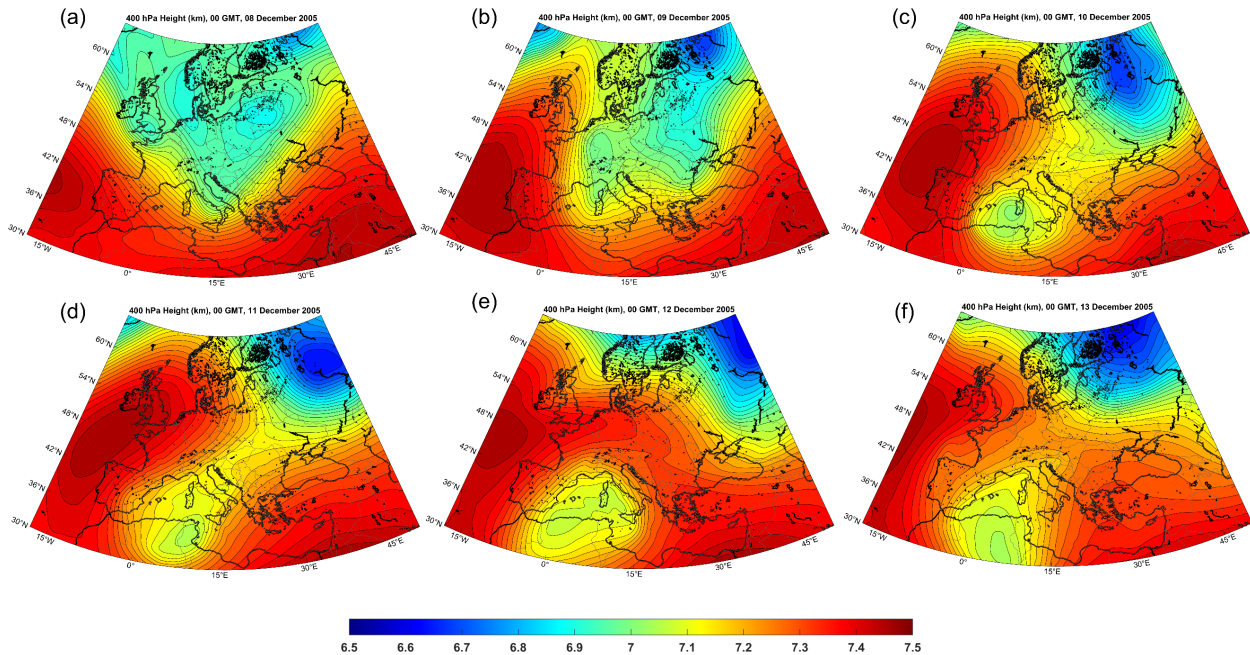 (a)
400 hPa Height (km), 00 GMT, 08 December 2005
60°N
54°N
48°N
42°N
36°N
30°N
15°W
0°
15°E
30°E
45°E
(b)
400 hPa Height (km), 00 GMT, 09 December 2005
60°N
54°N
48°N
42°N
36°N
30°N
15°W
0°
15°E
30°E
45°E
(c)
400 hPa Height (km), 00 GMT, 10 December 2005
60°N
54°N
48°N
42°N
36°N
30°N
15°W
0°
15°E
30°E
45°E
(d)
400 hPa Height (km), 00 GMT, 11 December 2005
60°N
54°N
48°N
42°N
36°N
30°N
15°W
0°
15°E
30°E
45°E
(e)
400 hPa Height (km), 00 GMT, 12 December 2005
60°N
54°N
48°N
42°N
36°N
30°N
15°W
0°
15°E
30°E
45°E
(f)
400 hPa Height (km), 00 GMT, 13 December 2005
60°N
54°N
48°N
42°N
36°N
30°N
15°W
0°
15°E
30°E
45°E
6.5 6.6 6.7 6.8 6.9 7 7.1 7.2 7.3 7.4 7.5